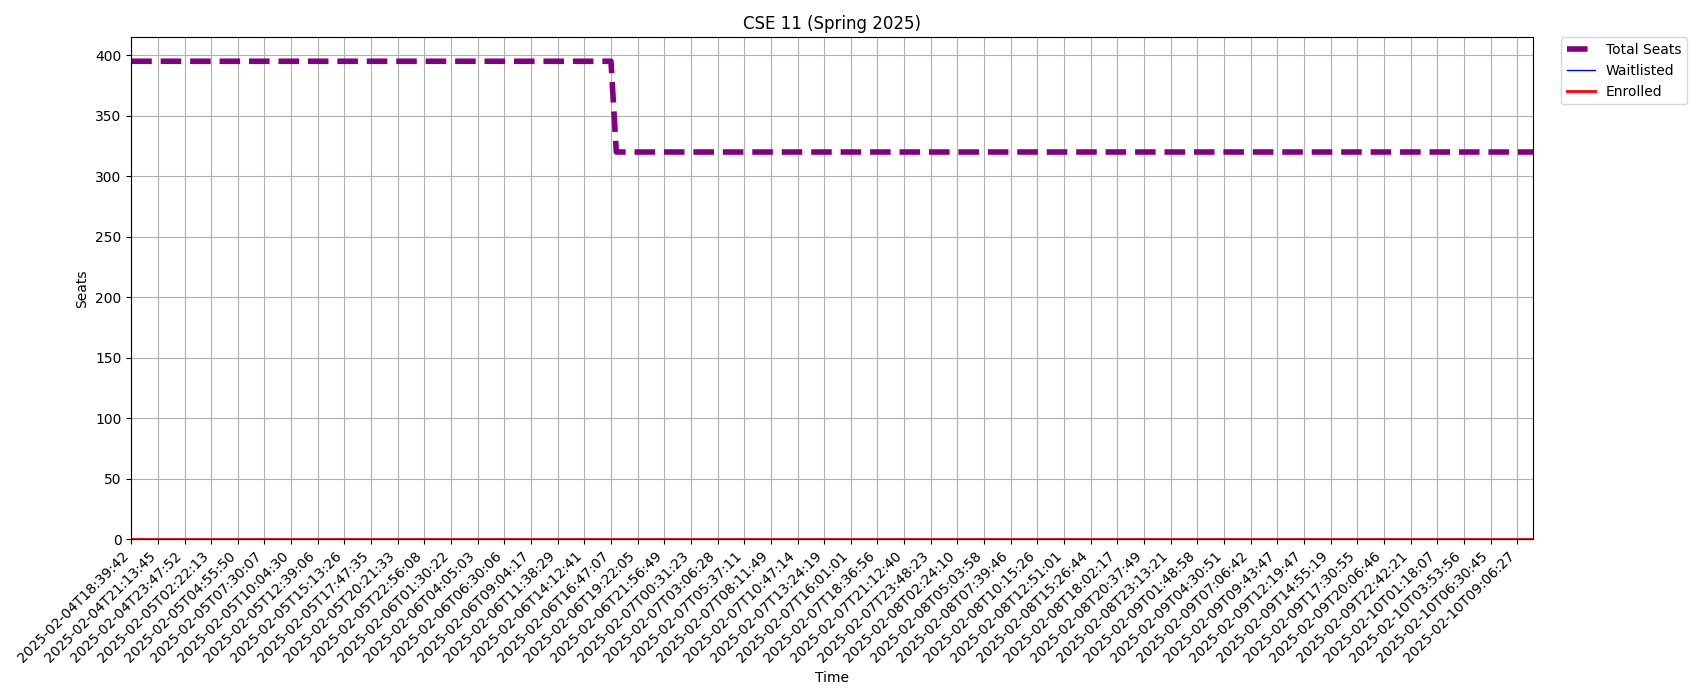 CSE 11 (Spring 2025)
Total Seats
Waitlisted
Enrolled
Seats
400
350
300
250
200
150
100
50
0
2025-02-04T18:39:42
2025-02-04T21:13:45
2025-02-04T23:47:52
2025-02-05T02:22:13
2025-02-05T04:55:50
2025-02-05T07:30:07
2025-02-05T10:04:30
2025-02-05T12:39:06
2025-02-05T15:13:26
2025-02-05T17:47:35
2025-02-05T20:21:33
2025-02-05T22:56:08
2025-02-06T01:30:22
2025-02-06T04:05:03
2025-02-06T06:30:06
2025-02-06T09:04:17
2025-02-06T11:38:29
2025-02-06T14:12:41
2025-02-06T16:47:07
2025-02-06T19:22:05
2025-02-06T21:56:49
2025-02-07T00:31:23
2025-02-07T03:06:28
2025-02-07T05:37:11
2025-02-07T08:11:49
2025-02-07T10:47:14
2025-02-07T13:24:19
2025-02-07T16:01:01
2025-02-07T18:36:56
2025-02-07T21:12:40
2025-02-07T23:48:23
2025-02-08T02:24:10
2025-02-08T05:03:58
2025-02-08T07:39:46
2025-02-08T10:15:26
2025-02-08T12:51:01
2025-02-08T15:26:44
2025-02-08T18:02:17
2025-02-08T20:37:49
2025-02-08T23:13:21
2025-02-09T01:48:58
2025-02-09T04:30:51
2025-02-09T07:06:42
2025-02-09T09:43:47
2025-02-09T12:19:47
2025-02-09T14:55:19
2025-02-09T17:30:55
2025-02-09T20:06:46
2025-02-09T22:42:21
2025-02-10T01:18:07
2025-02-10T03:53:56
2025-02-10T06:30:45
2025-02-10T09:06:27
Time